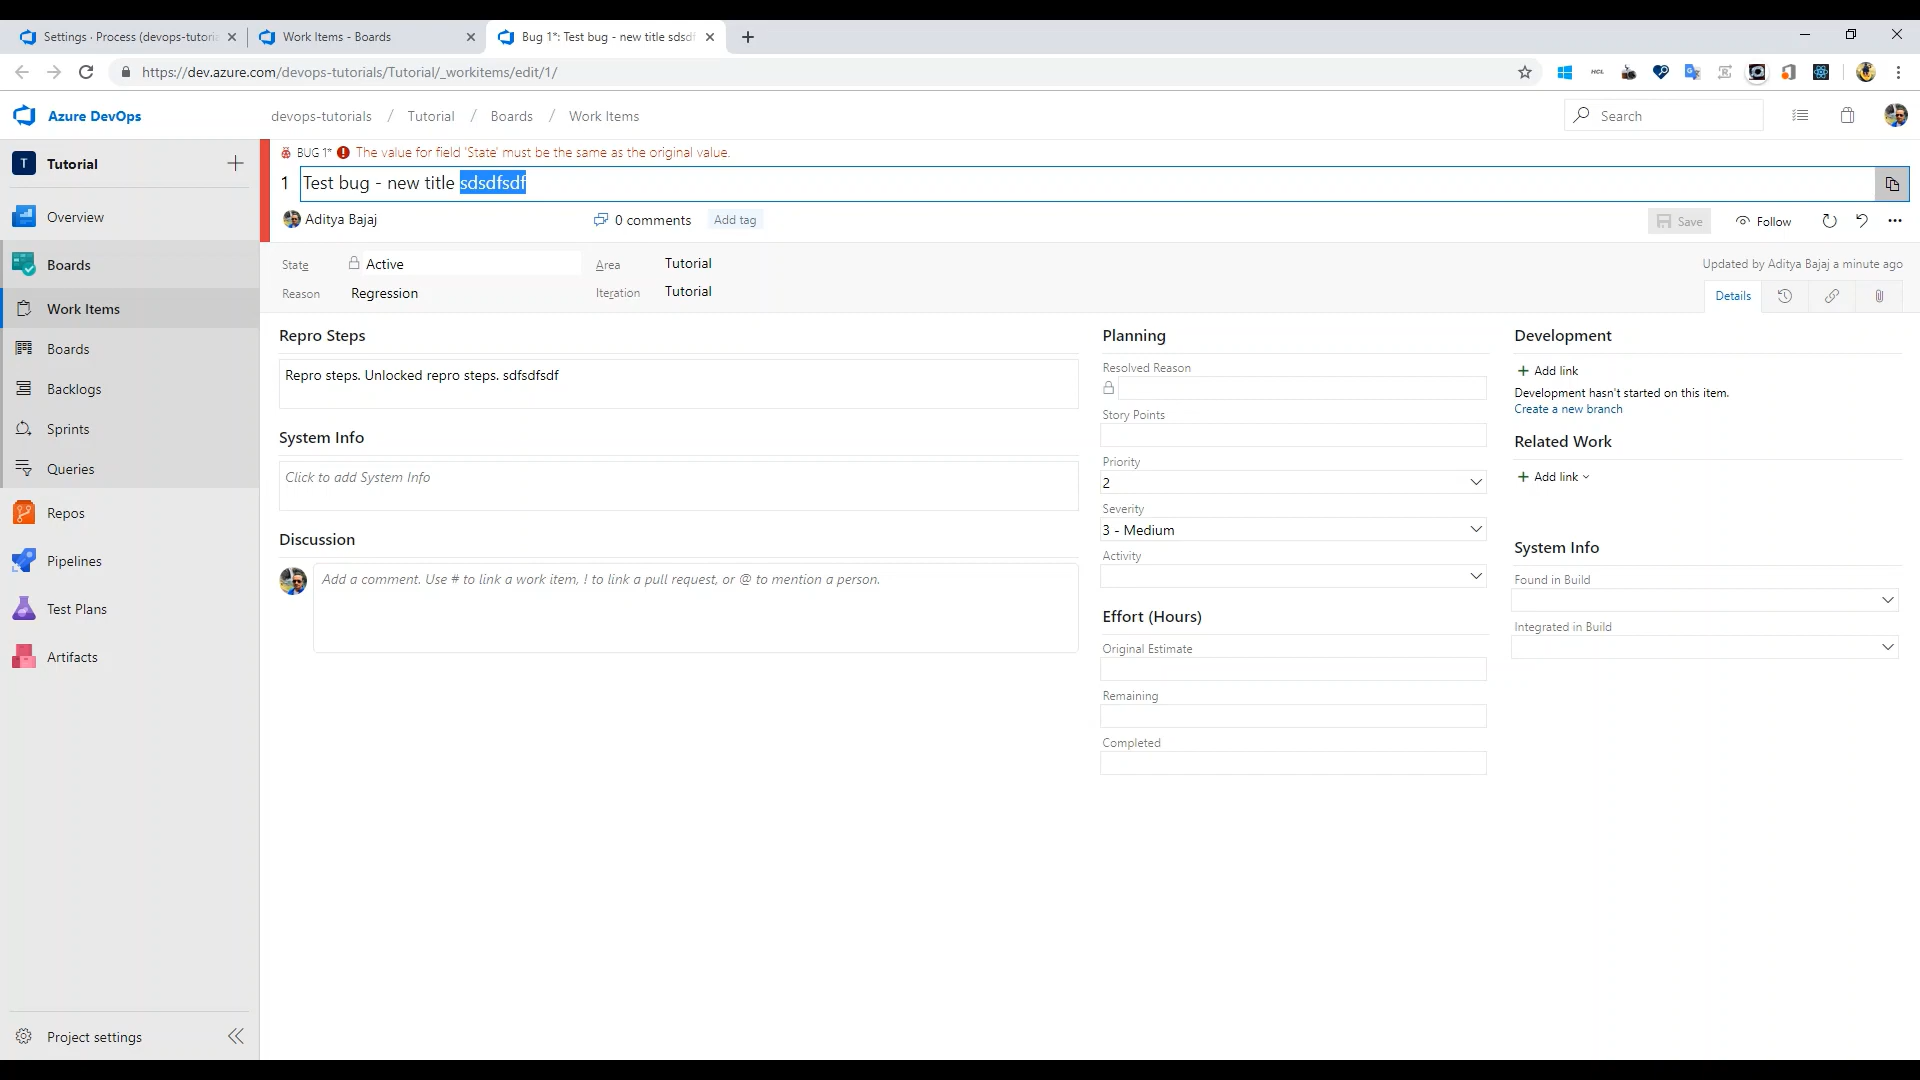 Settings · Process (devops-tutoria
Work Items - Boards
Bug 1*: Test bug - new title sdsdf
https://dev.azure.com/devops-tutorials/Tutorial/_workitems/edit/1/
HCL
Azure DevOps
devops-tutorials / Tutorial / Boards / Work Items
Search
T Tutorial
Overview
Boards
Work Items
Boards
Backlogs
Sprints
Queries
Repos
Pipelines
Test Plans
Artifacts
Project settings
BUG 1* The value for field 'State' must be the same as the original value.
1 Test bug - new title sdsdfsdf
Aditya Bajaj
0 comments
Add tag
Save
Follow
State Active
Area Tutorial
Reason Regression
Iteration Tutorial
Updated by Aditya Bajaj a minute ago
Details
Repro Steps
Repro steps. Unlocked repro steps. sdfsdfsdf
System Info
Click to add System Info
Discussion
Add a comment. Use # to link a work item, ! to link a pull request, or @ to mention a person.
Planning
Resolved Reason
Story Points
Priority
2
Severity
3 - Medium
Activity
Effort (Hours)
Original Estimate
Remaining
Completed
Development
+ Add link
Development hasn't started on this item.
Create a new branch
Related Work
+ Add link
System Info
Found in Build
Integrated in Build